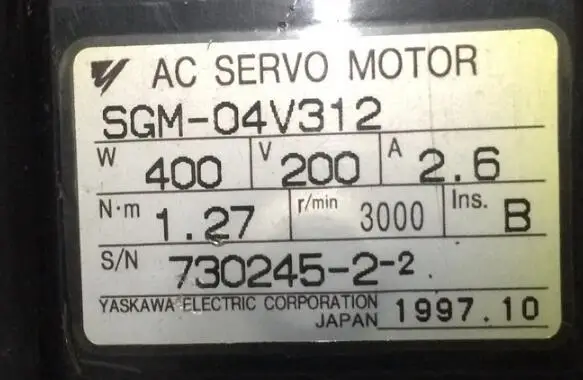 AC SERVO MOTOR
SGM-04V312
W 400 V 200 A 2.6
N·m 1.27 r/min 3000 Ins. B
S/N 730245-2-2
YASKAWA ELECTRIC CORPORATION
JAPAN 1997.10